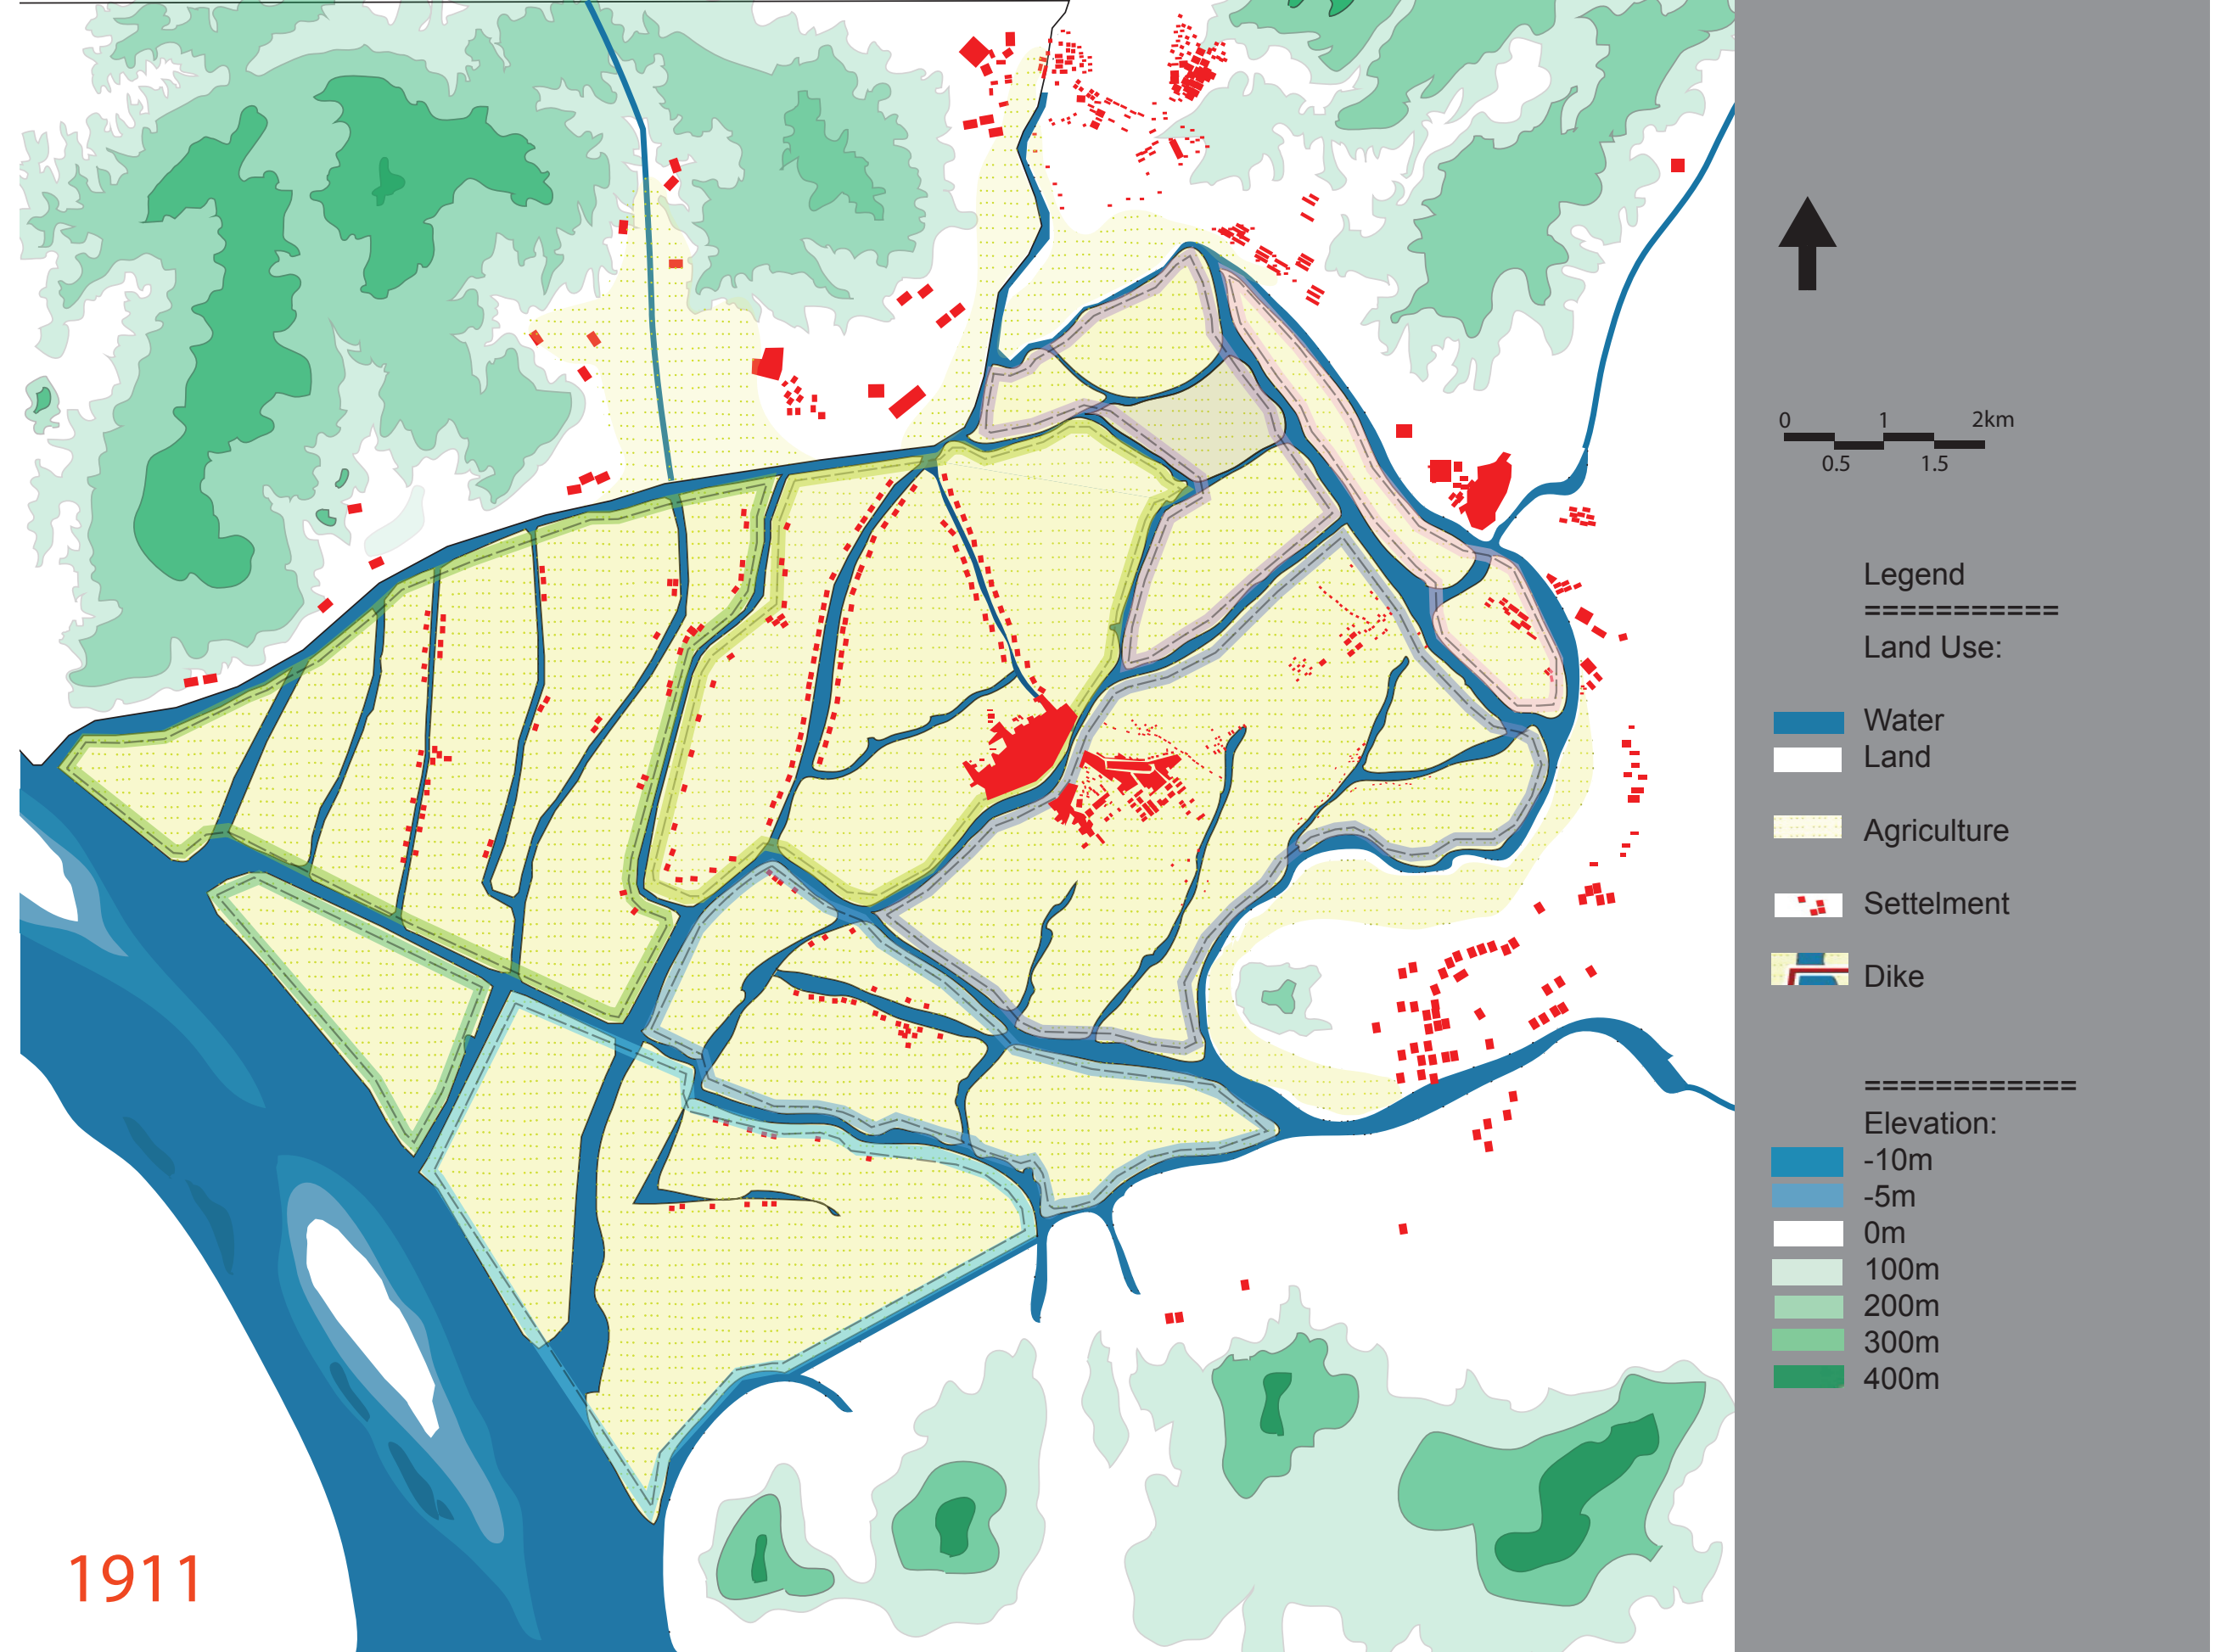 0 1 2km
0.5 1.5
Legend
===========
Land Use:
Water
Land
Agriculture
Settelment
Dike
============
Elevation:
-10m
-5m
0m
100m
200m
300m
400m
1911